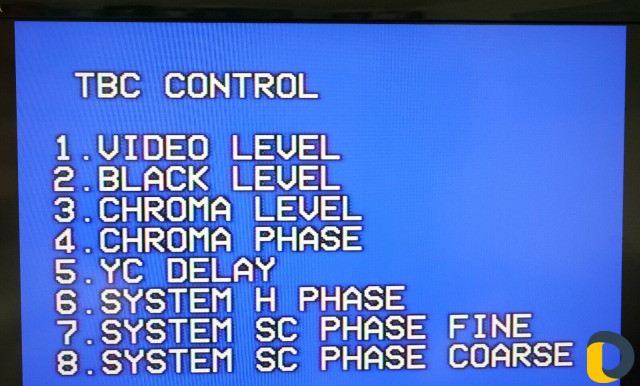 TBC CONTROL
1.VIDEO LEVEL
2.BLACK LEVEL
3.CHROMA LEVEL
4.CHROMA PHASE
5.YC DELAY
6.SYSTEM H PHASE
7.SYSTEM SC PHASE FINE
8.SYSTEM SC PHASE COARSE